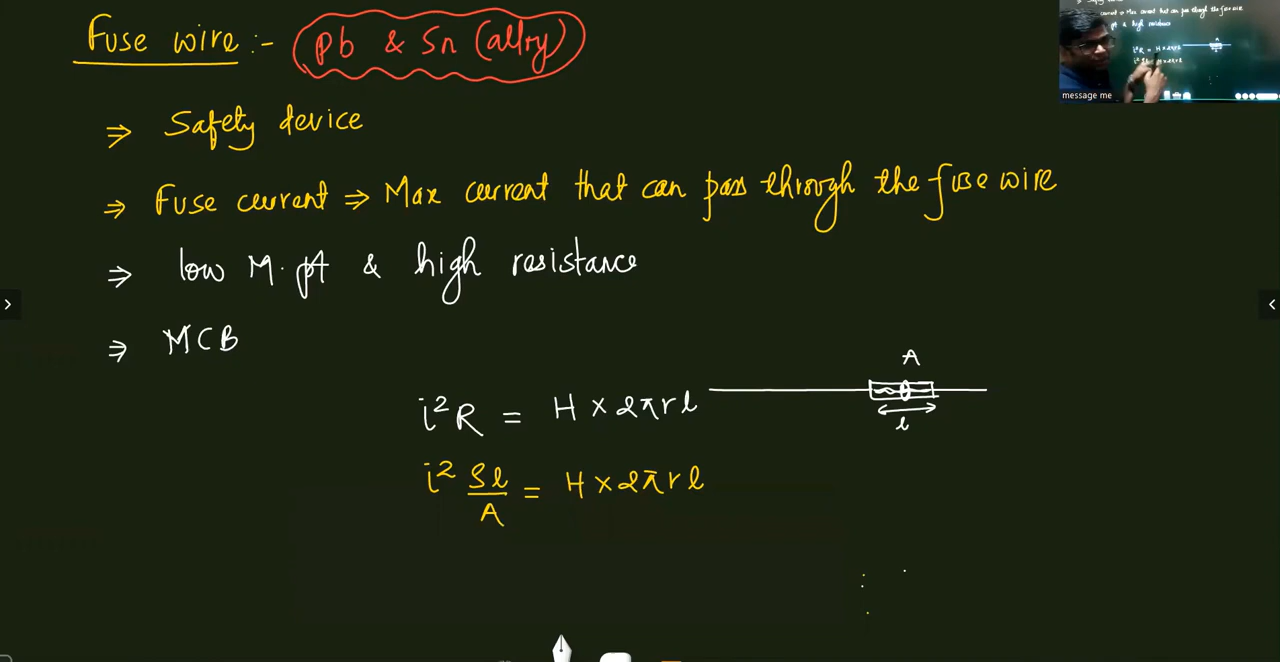 Fuse wire :- Pb & Sn (alloy)
⇒ Safety device
⇒ Fuse current ⇒ Max current that can pass through the fuse wire
⇒ low M.pt & high resistance
⇒ MCB
A
l
i²R = H × 2πrl
i² ρl/A = H × 2πrl
message me